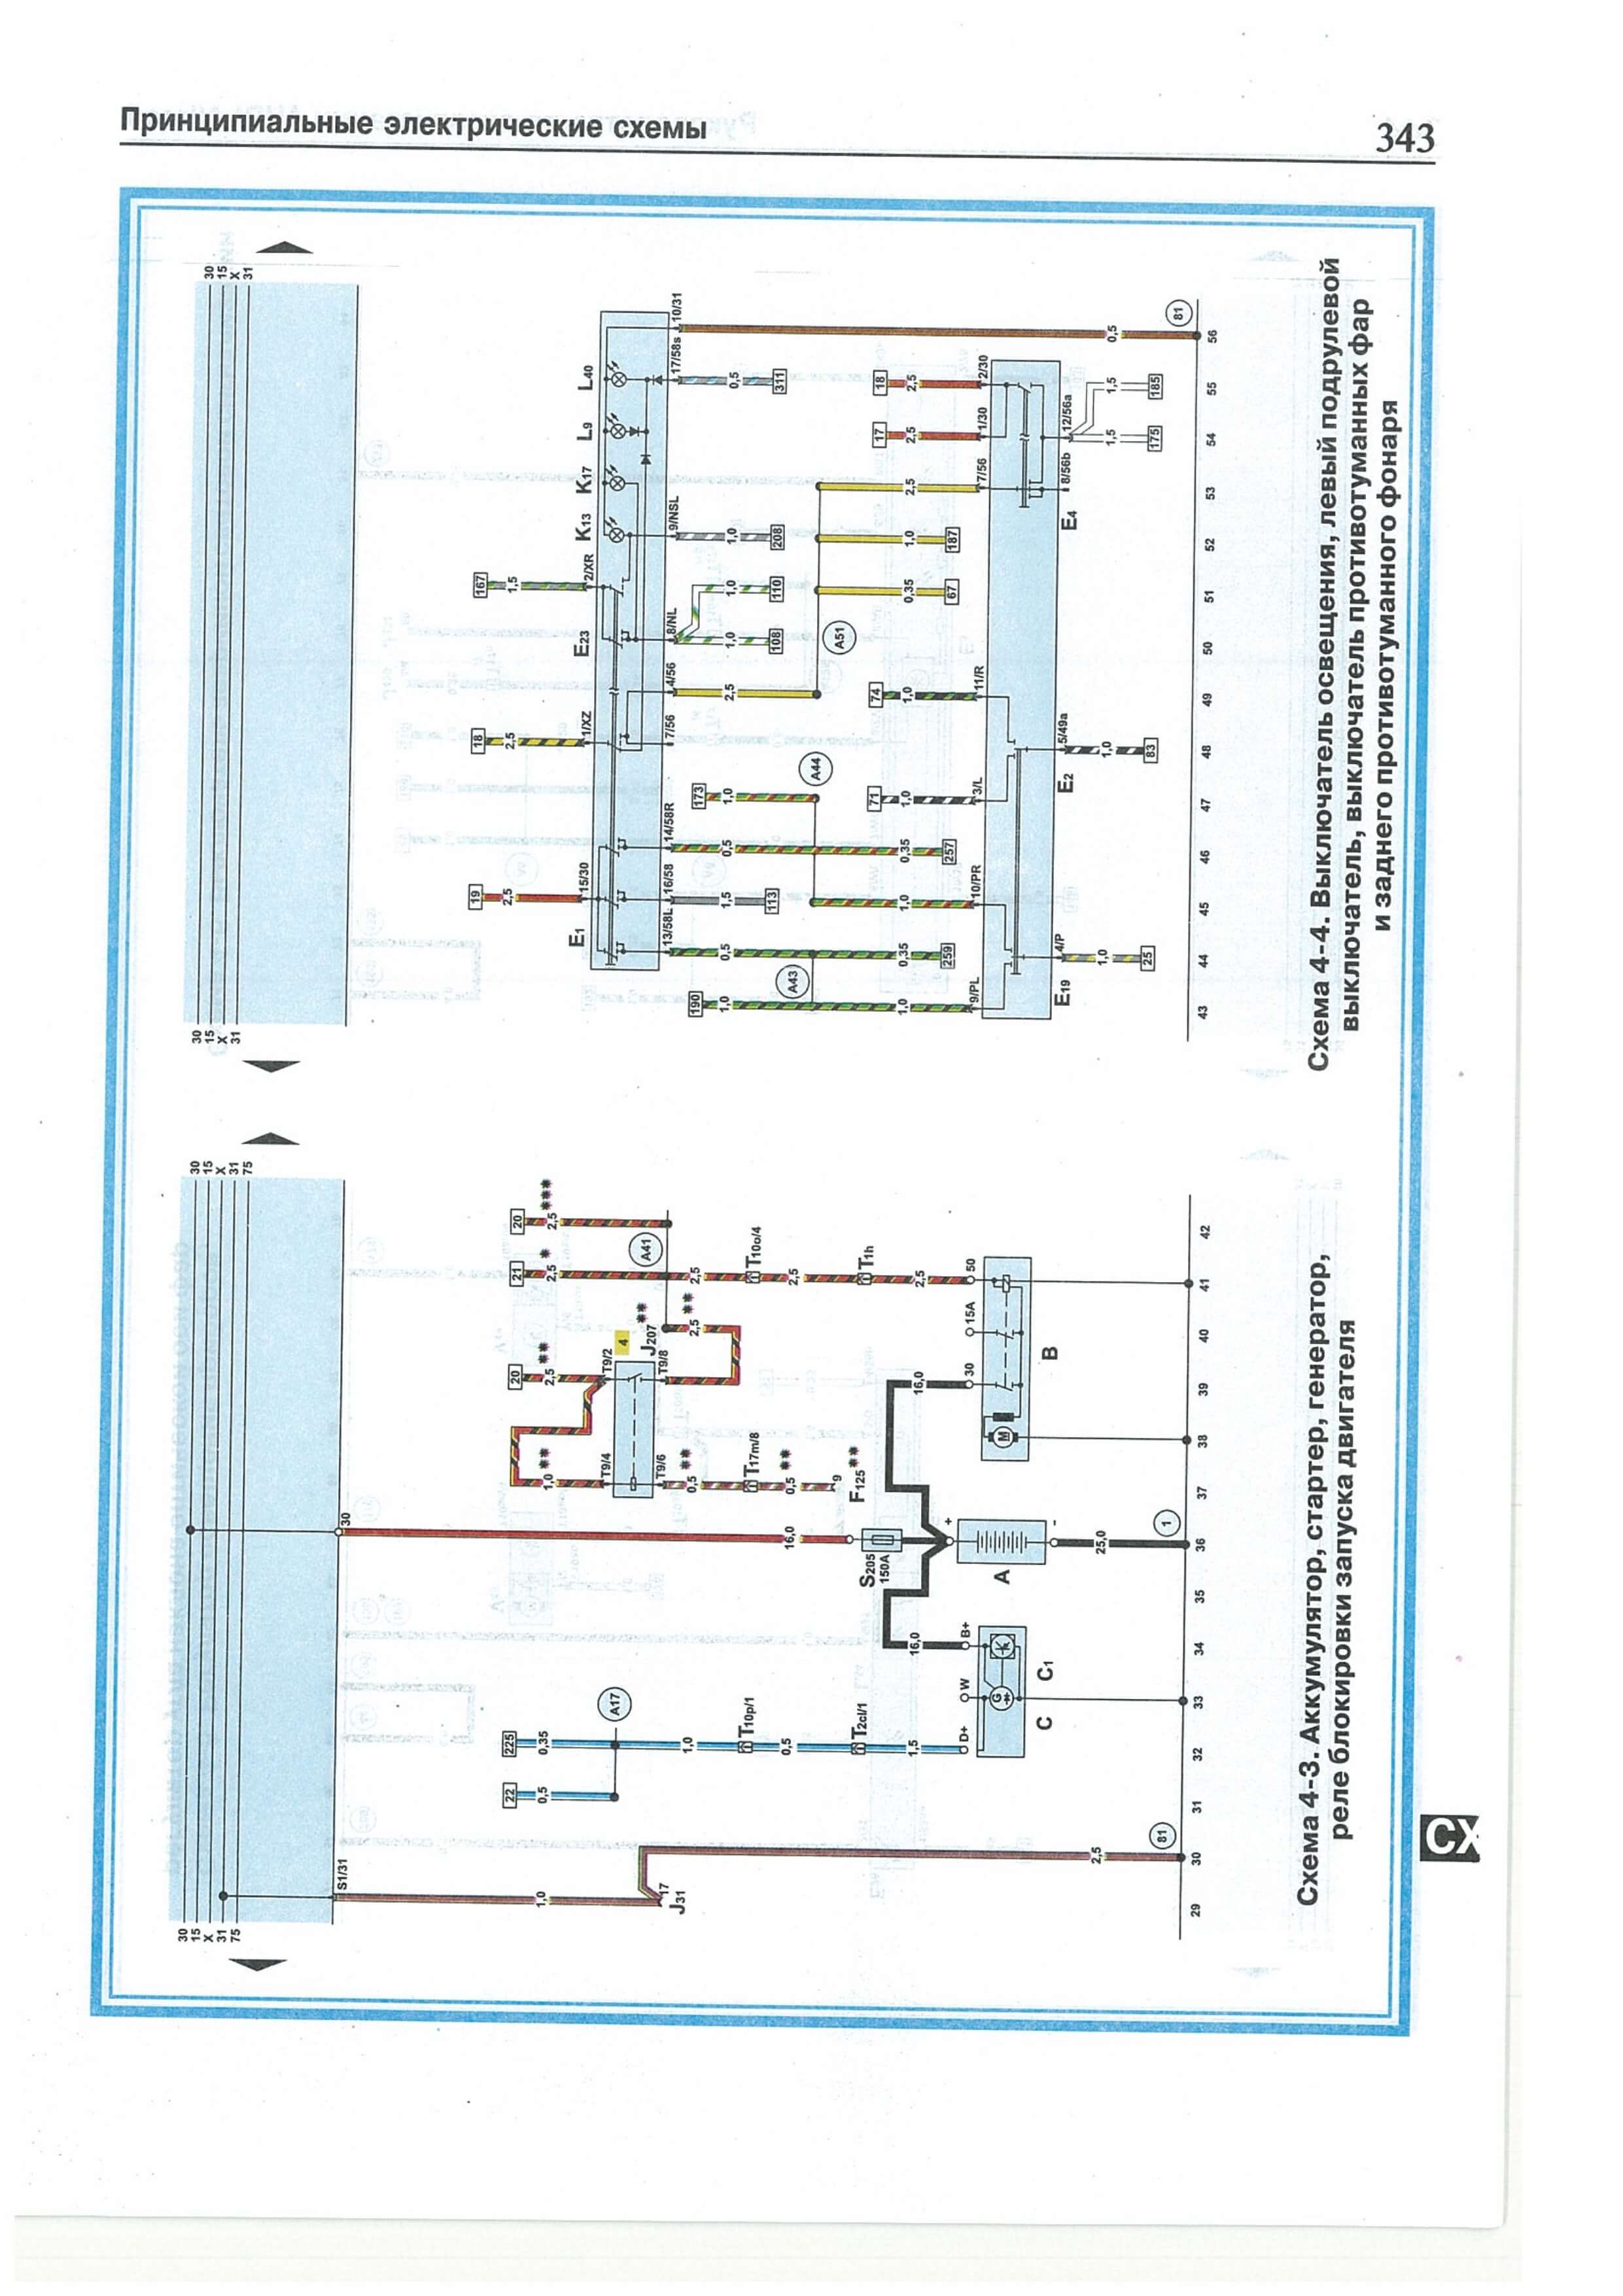 Принципиальные электрические схемы
343
30
15
X
31
30
15
X
31
19
2,5
18
2,5
167
1,5
E1
15/30
1/XZ
E23
2/XR
K13
K17
L9
L40
13/58L
16/58
14/58R
7/56
4/56
8/NL
9/NSL
17/58s
10/31
190
1,0
0,5
1,5
0,5
173
1,0
2,5
1,0
1,0
1,0
0,5
113
108
110
208
311
A43
A44
A51
1,0
0,35
259
1,0
0,35
257
71
1,0
74
1,0
0,35
67
1,0
187
2,5
17
2,5
18
2,5
9/PL
10/PR
3/L
11/R
7/56
1/30
2/30
E19
4/P
E2
5/49a
E4
8/56b
12/56a
1,0
25
1,0
83
1,5
175
1,5
185
0,5
81
43 44 45 46 47 48 49 50 51 52 53 54 55 56
Схема 4-4. Выключатель освещения, левый подрулевой
выключатель, выключатель противотуманных фар
и заднего противотуманного фонаря
30
15
X
31
75
30
15
X
31
75
S1/31
30
1,0
17
J31
2,5
81
22
0,5
225
0,35
A17
1,0
T10p/1
0,5
T2cl/1
1,5
D+
W
B+
C
C1
G
16,0
16,0
S205
150A
A
+
-
25,0
1
1,0
**
T9/4
T9/6
0,5
**
T17m/8
0,5
**
9
F125
**
20
2,5
**
T9/2
T9/8
4
J207
**
2,5
**
21
2,5
*
20
2,5
***
A41
2,5
T10o/4
2,5
T1h
2,5
16,0
30
15A
50
M
B
29 30 31 32 33 34 35 36 37 38 39 40 41 42
Схема 4-3. Аккумулятор, стартер, генератор,
реле блокировки запуска двигателя
СХ